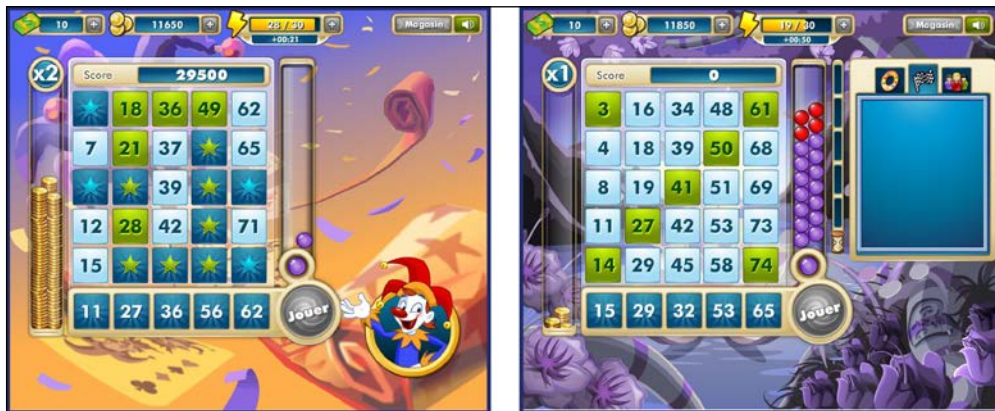 10 11650 28 / 30 Magasin
+00:21
x2 Score 29500
18 36 49 62
7 21 37 65
39
12 28 42 71
15
11 27 36 56 62 Jouer
10 11850 19 / 30 Magasin
+00:50
x1 Score 0
3 16 34 48 61
4 18 39 50 68
8 19 41 51 69
11 27 42 53 73
14 29 45 58 74
15 29 32 53 65 Jouer